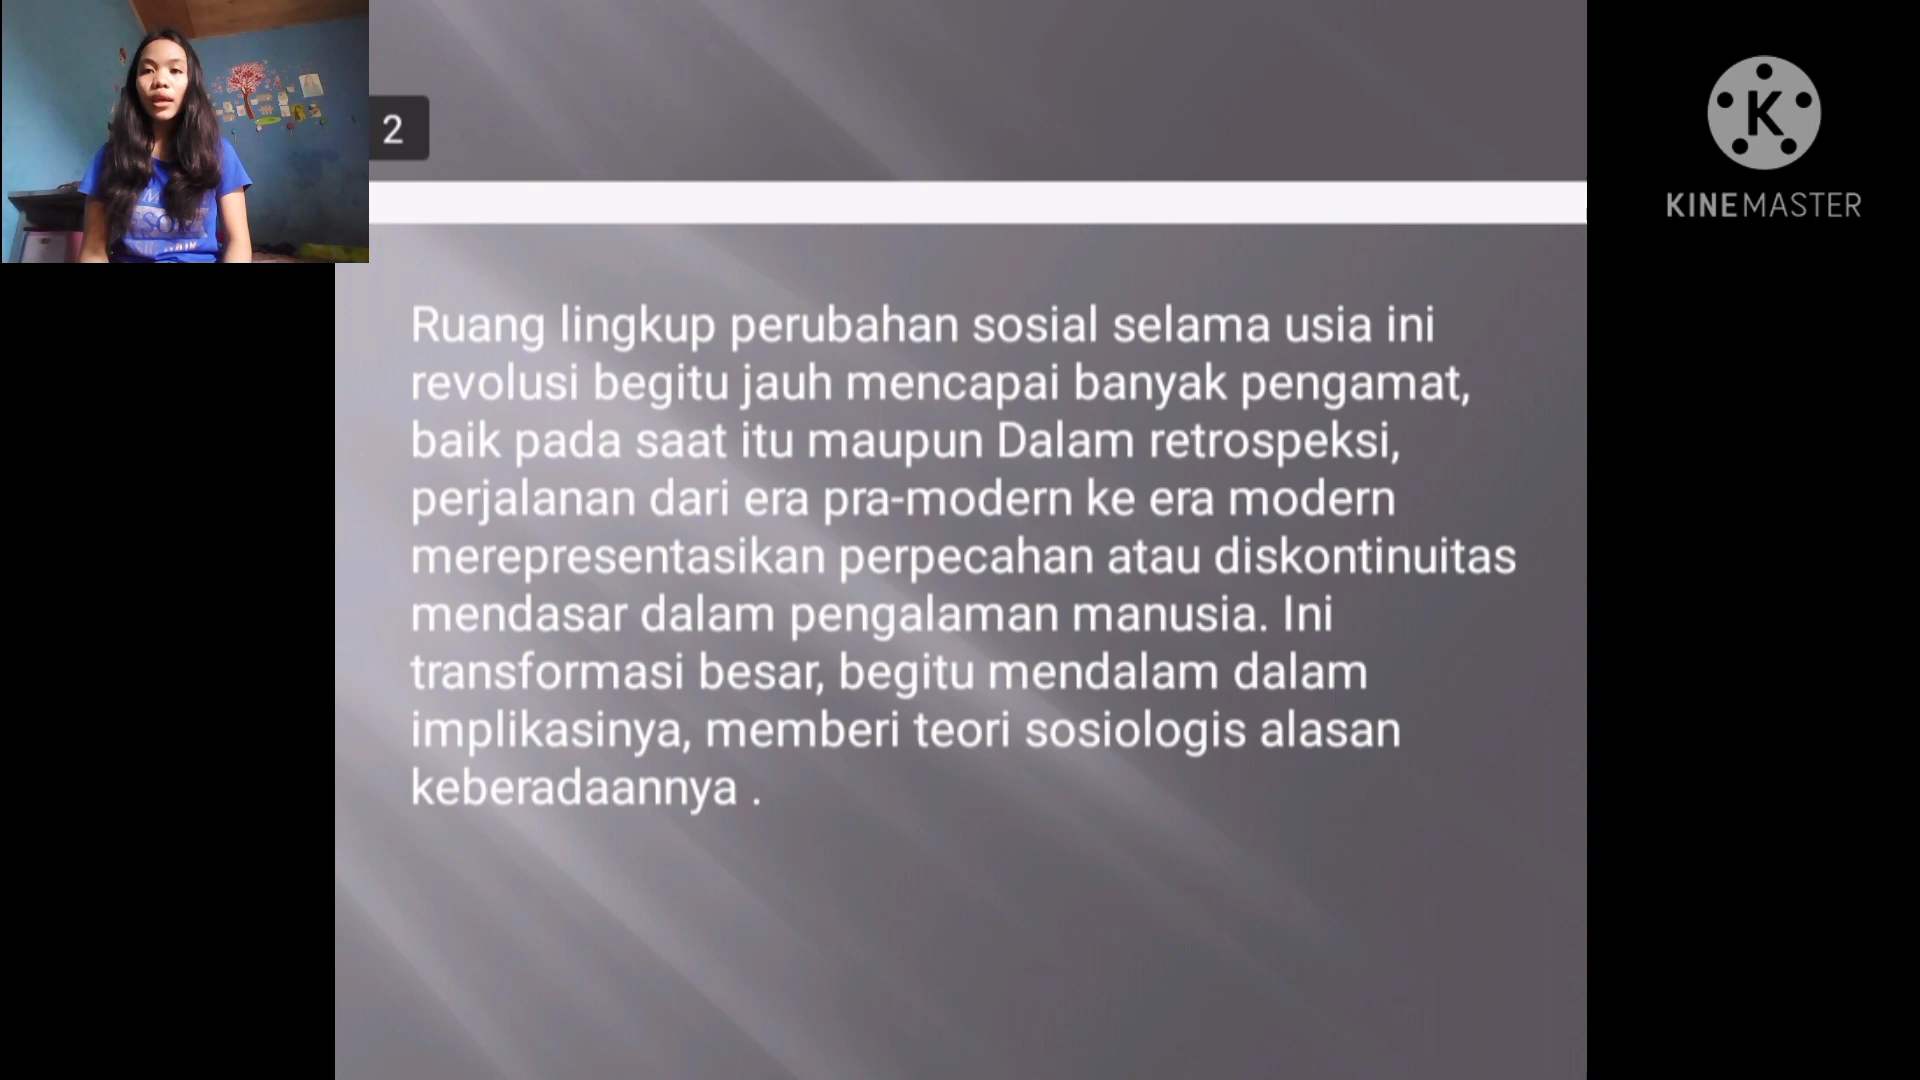 2
KINEMASTER
Ruang lingkup perubahan sosial selama usia ini
revolusi begitu jauh mencapai banyak pengamat,
baik pada saat itu maupun Dalam retrospeksi,
perjalanan dari era pra-modern ke era modern
merepresentasikan perpecahan atau diskontinuitas
mendasar dalam pengalaman manusia. Ini
transformasi besar, begitu mendalam dalam
implikasinya, memberi teori sosiologis alasan
keberadaannya .